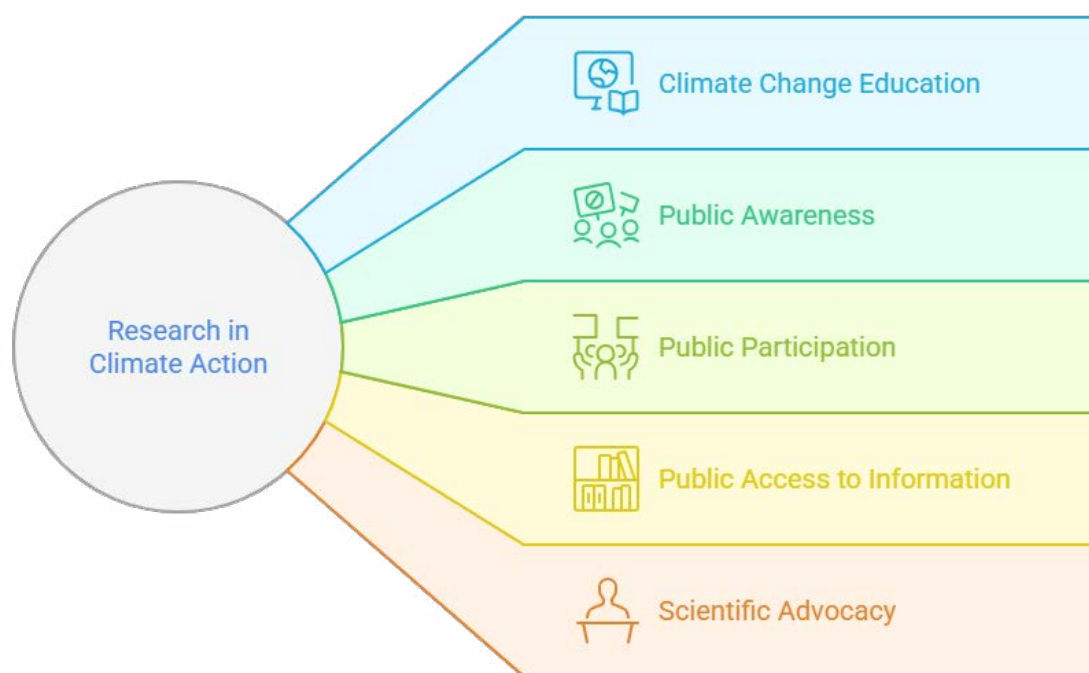 Research in
Climate Action
Climate Change Education
Public Awareness
Public Participation
Public Access to Information
Scientific Advocacy